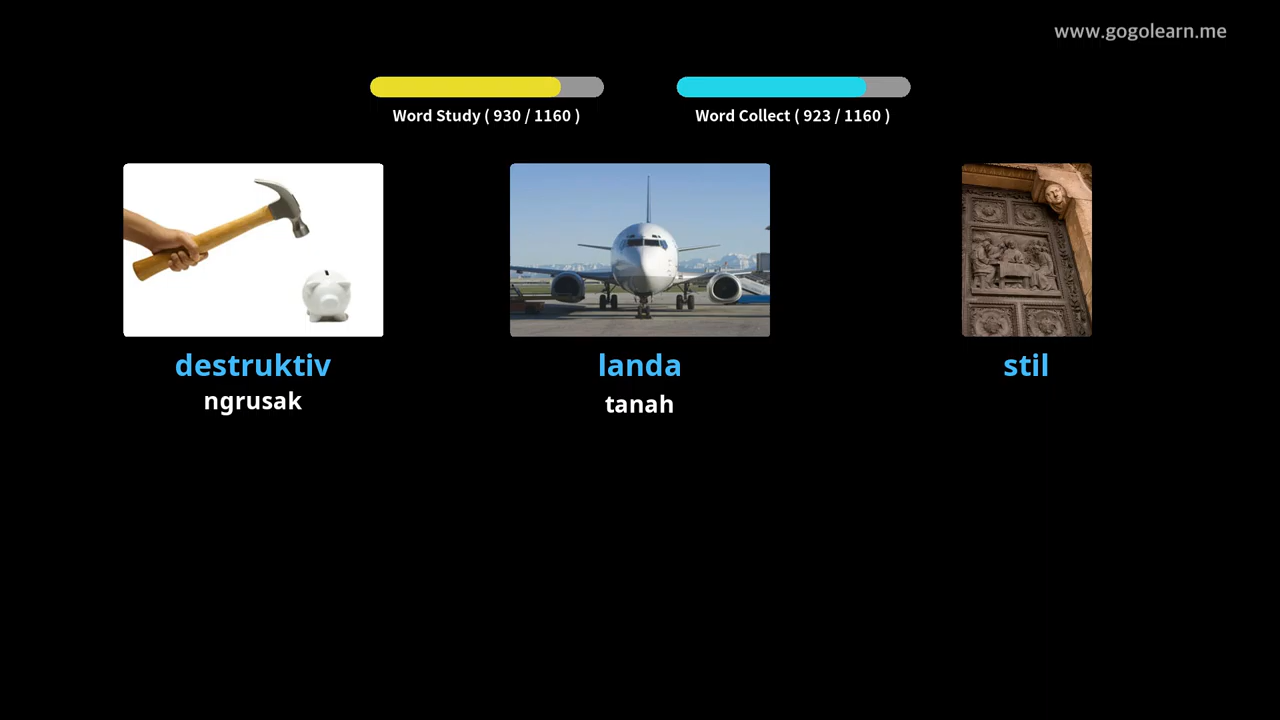 www.gogolearn.me
Word Study ( 930 / 1160 )
Word Collect ( 923 / 1160 )
destruktiv
ngrusak
landa
tanah
stil